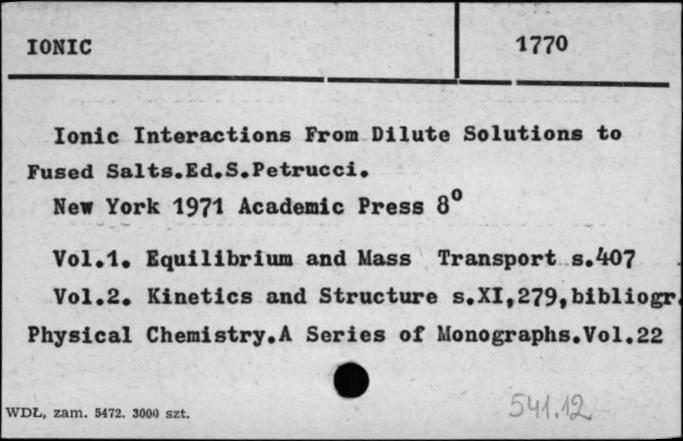 IONIC 1770
Ionic Interactions From Dilute Solutions to
Fused Salts.Ed.S.Petrucci.
New York 1971 Academic Press 8⁰
Vol.1. Equilibrium and Mass Transport s.407
Vol.2. Kinetics and Structure s.XI,279,bibliogr.
Physical Chemistry.A Series of Monographs.Vol.22
WDŁ, zam. 5472. 3000 szt. 541.12